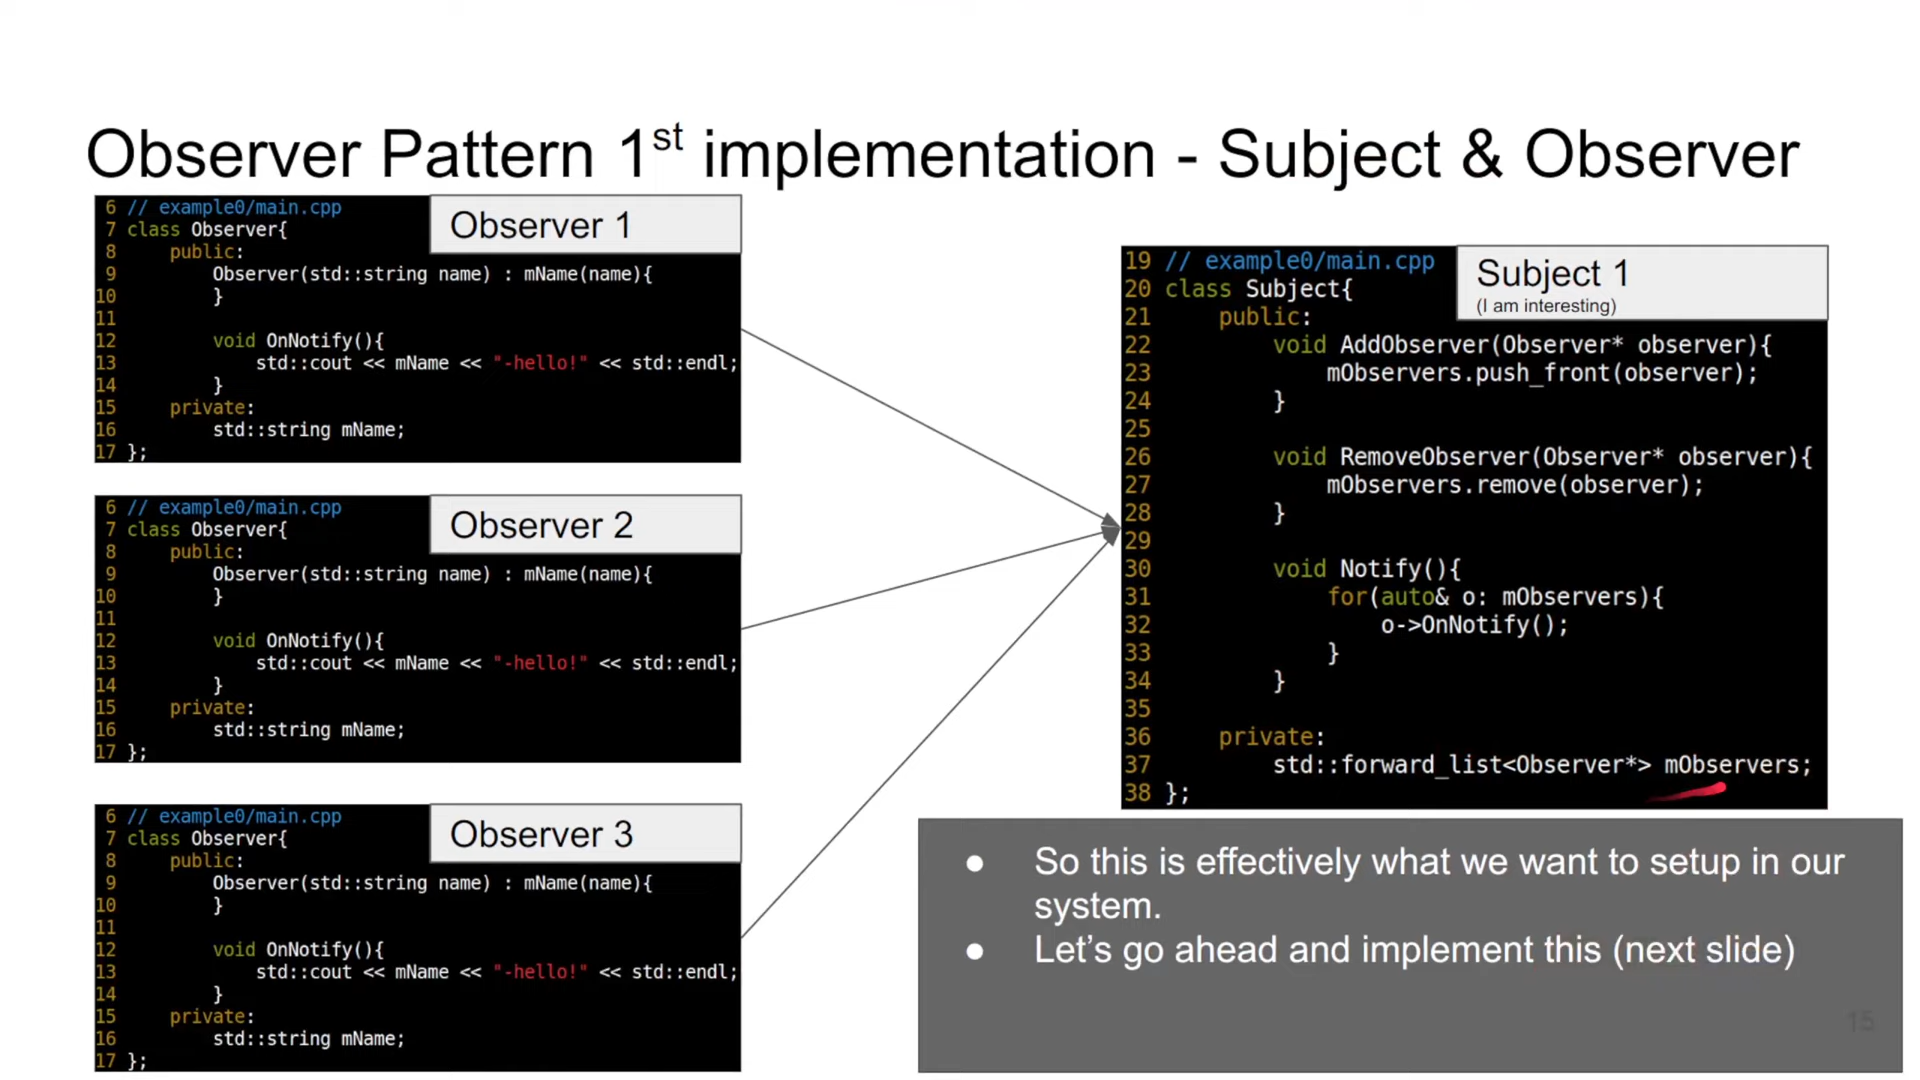 Observer Pattern 1st implementation - Subject & Observer
Observer 1
6 // example0/main.cpp
7 class Observer{
8     public:
9         Observer(std::string name) : mName(name){
10         }
11
12         void OnNotify(){
13             std::cout << mName << "-hello!" << std::endl;
14         }
15     private:
16         std::string mName;
17 };
Observer 2
6 // example0/main.cpp
7 class Observer{
8     public:
9         Observer(std::string name) : mName(name){
10         }
11
12         void OnNotify(){
13             std::cout << mName << "-hello!" << std::endl;
14         }
15     private:
16         std::string mName;
17 };
Observer 3
6 // example0/main.cpp
7 class Observer{
8     public:
9         Observer(std::string name) : mName(name){
10         }
11
12         void OnNotify(){
13             std::cout << mName << "-hello!" << std::endl;
14         }
15     private:
16         std::string mName;
17 };
Subject 1
(I am interesting)
19 // example0/main.cpp
20 class Subject{
21     public:
22         void AddObserver(Observer* observer){
23             mObservers.push_front(observer);
24         }
25
26         void RemoveObserver(Observer* observer){
27             mObservers.remove(observer);
28         }
29
30         void Notify(){
31             for(auto& o: mObservers){
32                 o->OnNotify();
33             }
34         }
35
36     private:
37         std::forward_list<Observer*> mObservers;
38 };
● So this is effectively what we want to setup in our
system.
● Let's go ahead and implement this (next slide)
15